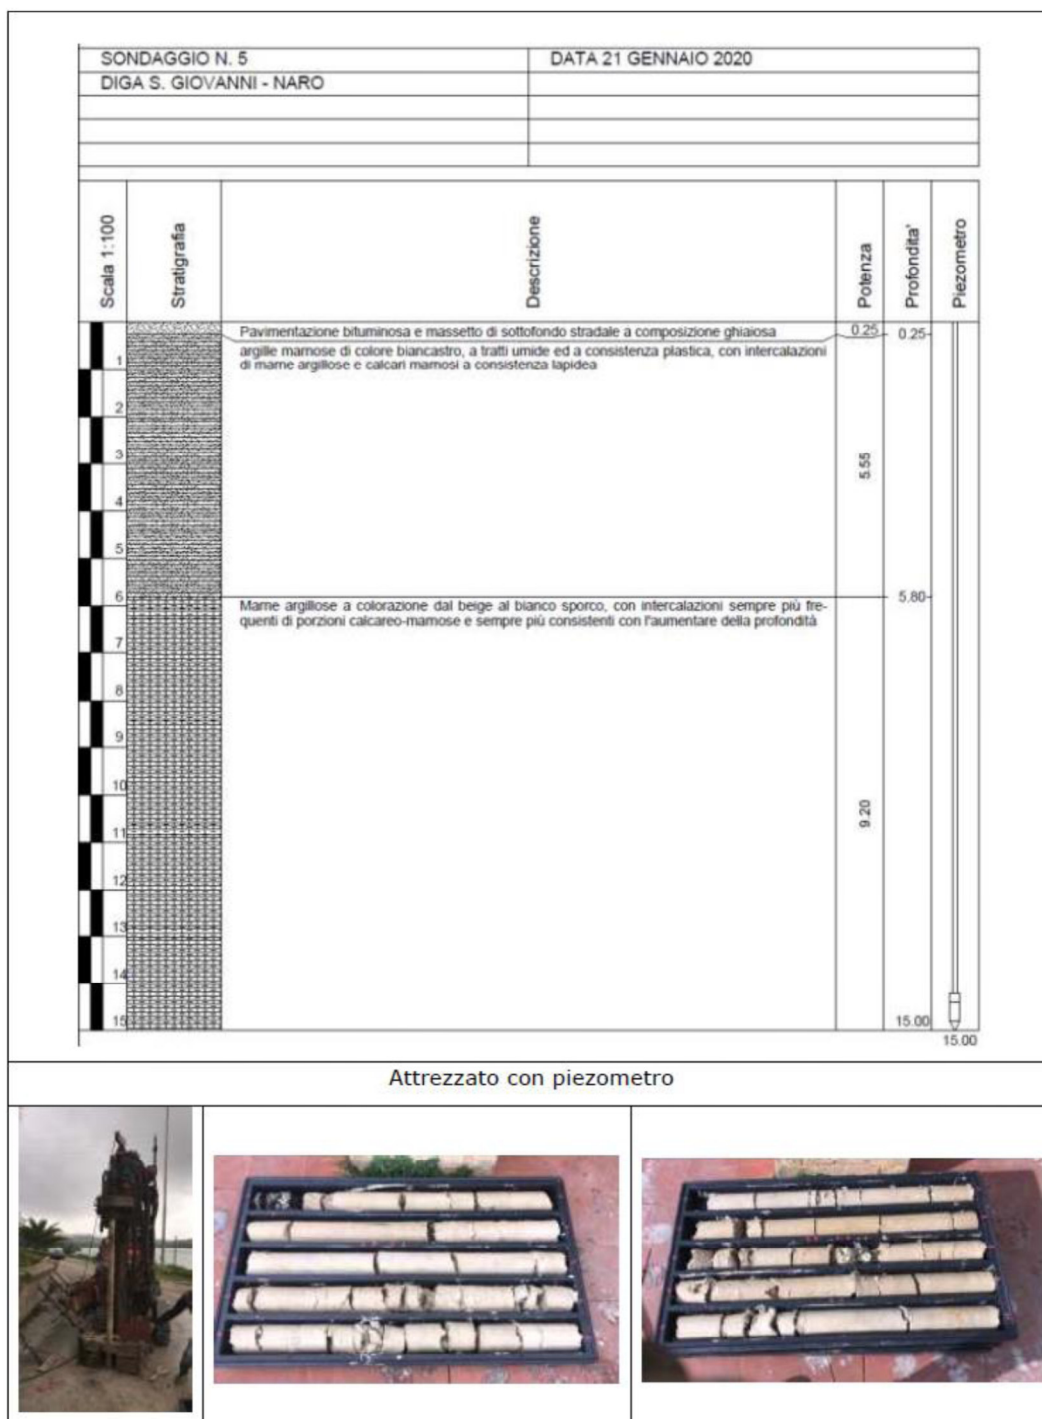 SONDAGGIO N. 5
DATA 21 GENNAIO 2020
DIGA S. GIOVANNI - NARO
Scala 1:100
Stratigrafia
Descrizione
Potenza
Profondita'
Piezometro
Pavimentazione bituminosa e massetto di sottofondo stradale a composizione ghiaiosa
0.25
0.25
argille marnose di colore biancastro, a tratti umide ed a consistenza plastica, con intercalazioni
di marne argillose e calcari marnosi a consistenza lapidea
1
2
3
5.55
4
5
6
5.80
Marne argillose a colorazione dal beige al bianco sporco, con intercalazioni sempre più fre-
quenti di porzioni calcareo-marnose e sempre più consistenti con l'aumentare della profondità
7
8
9
10
9.20
11
12
13
14
15
15.00
15.00
Attrezzato con piezometro